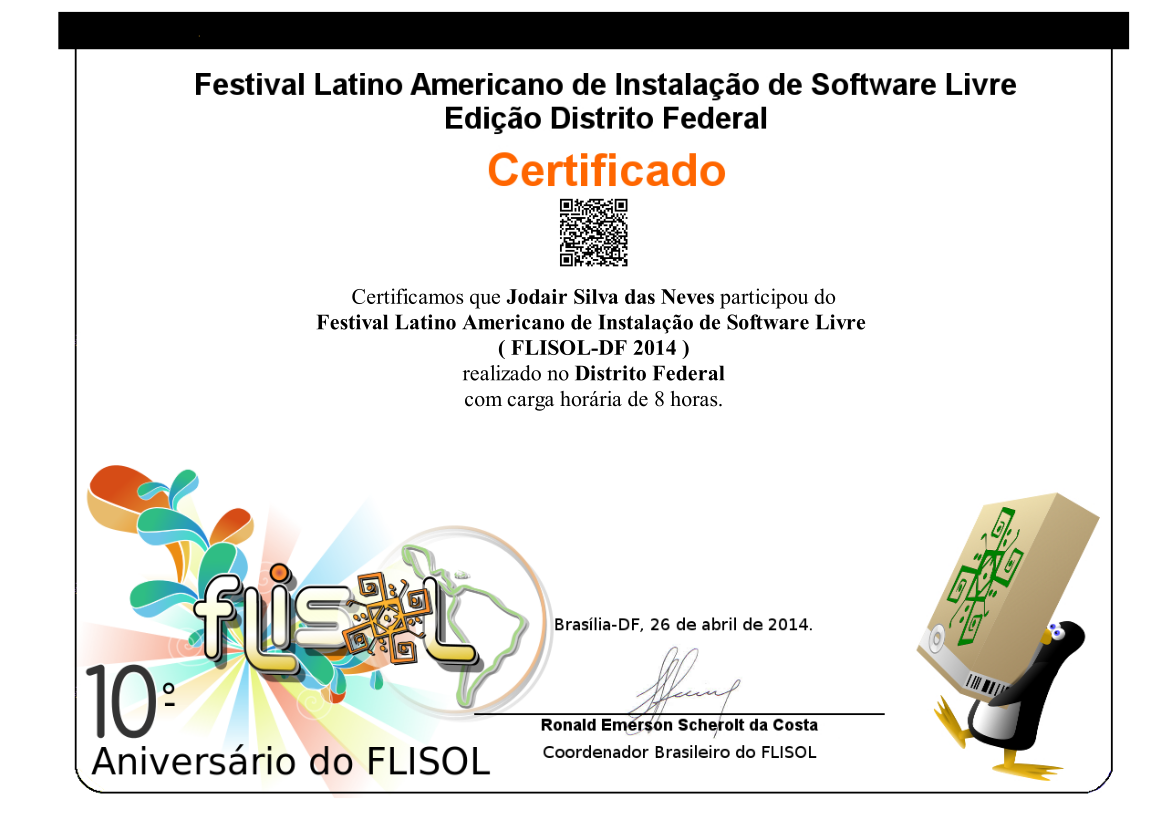 Festival Latino Americano de Instalação de Software Livre
Edição Distrito Federal
Certificado
Certificamos que Jodair Silva das Neves participou do
Festival Latino Americano de Instalação de Software Livre
( FLISOL-DF 2014 )
realizado no Distrito Federal
com carga horária de 8 horas.
flisol
Brasília-DF, 26 de abril de 2014.
Ronald Emerson Scherolt da Costa
Coordenador Brasileiro do FLISOL
10º
Aniversário do FLISOL